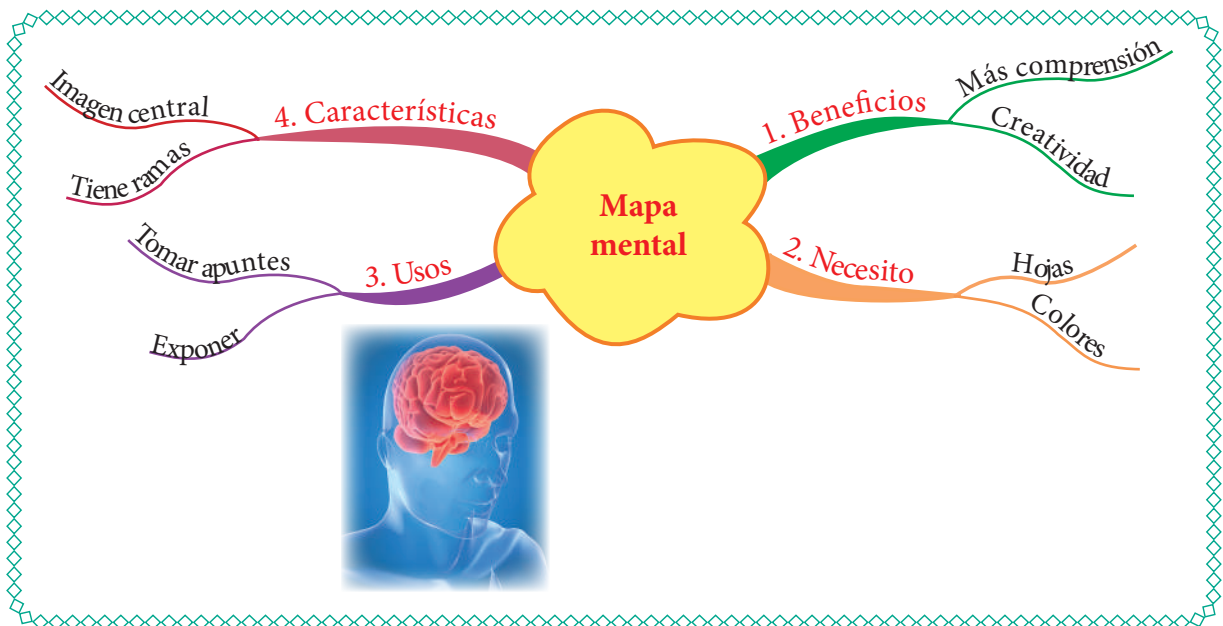 Mapa
mental
1. Beneficios
Más comprensión
Creatividad
2. Necesito
Hojas
Colores
3. Usos
Tomar apuntes
Exponer
4. Características
Imagen central
Tiene ramas